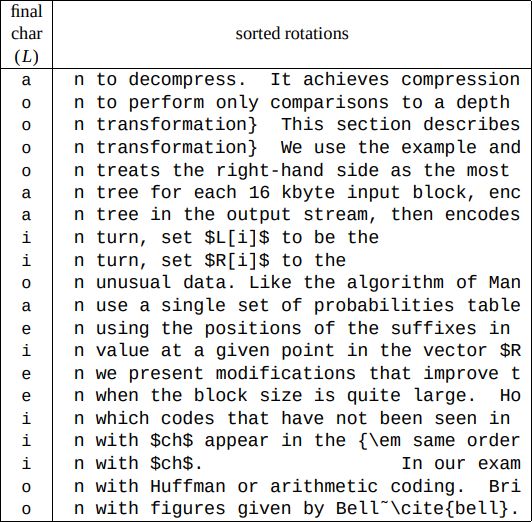 final
char
(L)
sorted rotations
a n to decompress.  It achieves compression
o n to perform only comparisons to a depth
o n transformation}  This section describes
o n transformation}  We use the example and
o n treats the right-hand side as the most
a n tree for each 16 kbyte input block, enc
a n tree in the output stream, then encodes
i n turn, set $L[i]$ to be the
i n turn, set $R[i]$ to the
o n unusual data. Like the algorithm of Man
a n use a single set of probabilities table
e n using the positions of the suffixes in
i n value at a given point in the vector $R
e n we present modifications that improve t
e n when the block size is quite large.  Ho
i n which codes that have not been seen in
i n with $ch$ appear in the {\em same order
i n with $ch$.                  In our exam
o n with Huffman or arithmetic coding.  Bri
o n with figures given by Bell~\cite{bell}.